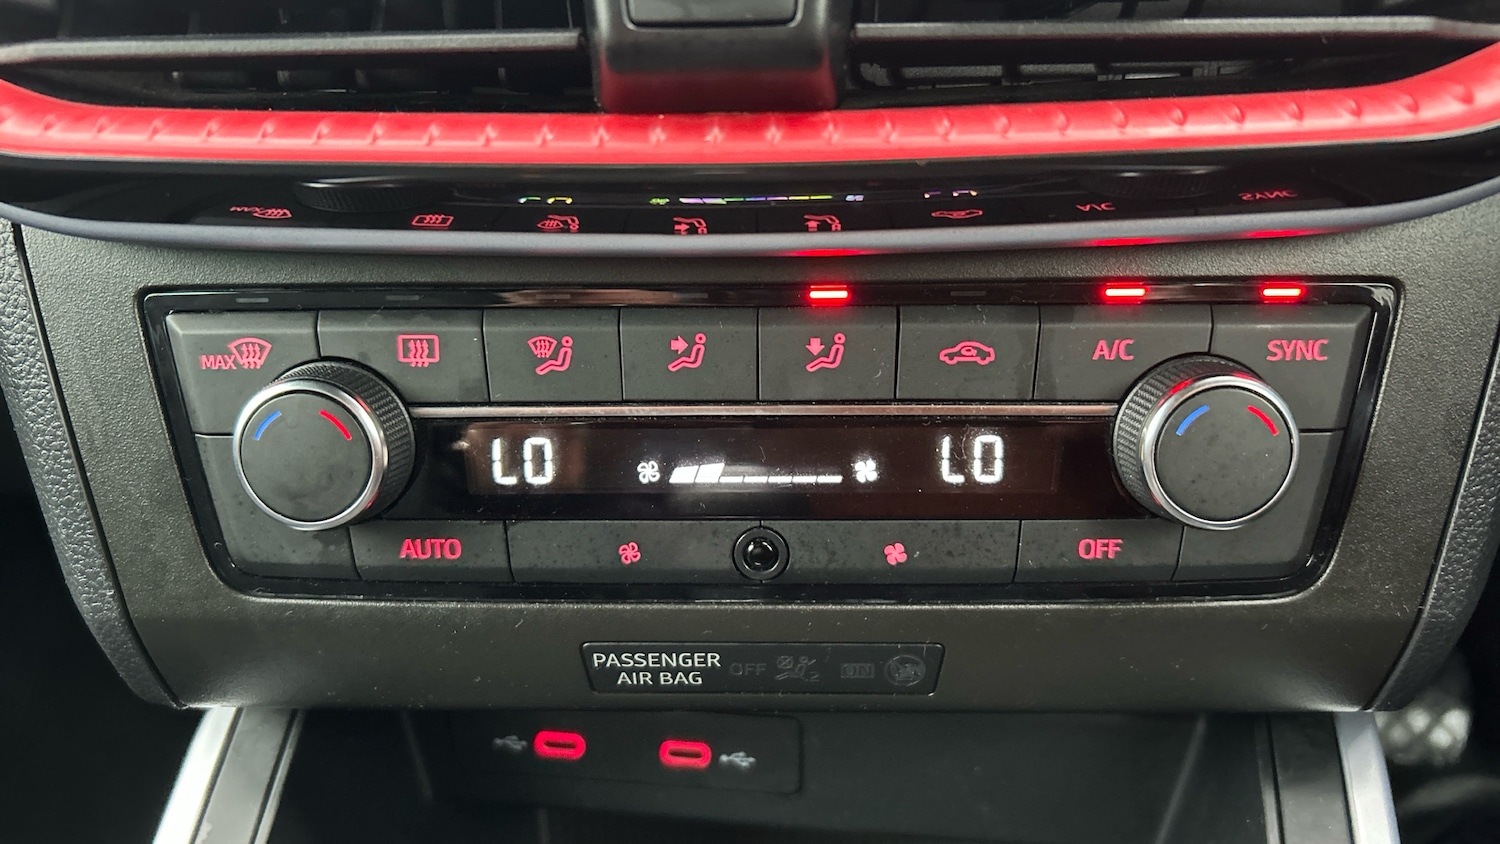 MAX
A/C
SYNC
LO
LO
AUTO
OFF
PASSENGER
AIR BAG
OFF
ON